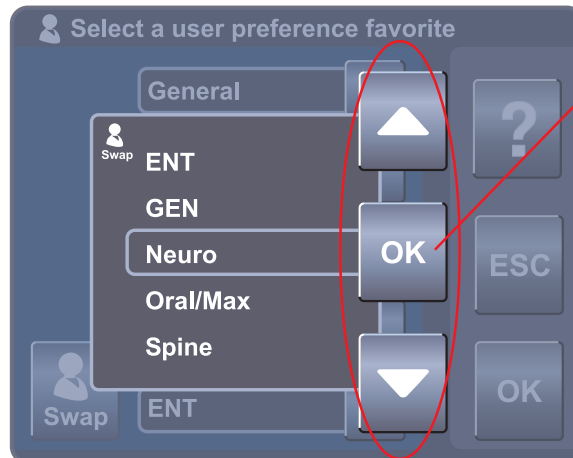 Select a user preference favorite
General
?
Swap
ENT
GEN
Neuro
OK
ESC
Oral/Max
Spine
Swap
ENT
OK